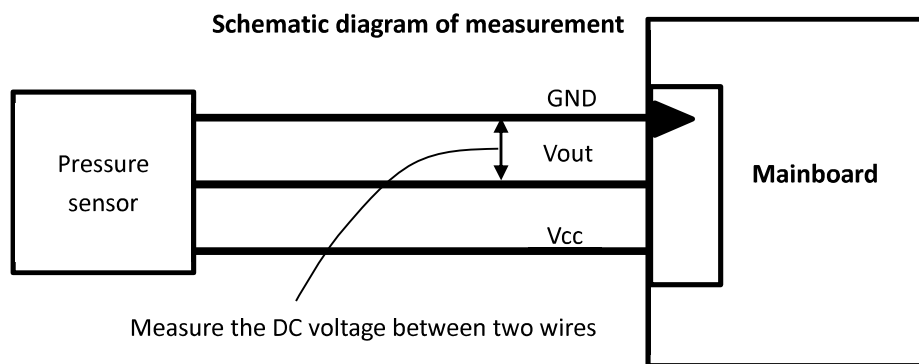 Schematic diagram of measurement
GND
Pressure
sensor
Vout
Mainboard
Vcc
Measure the DC voltage between two wires